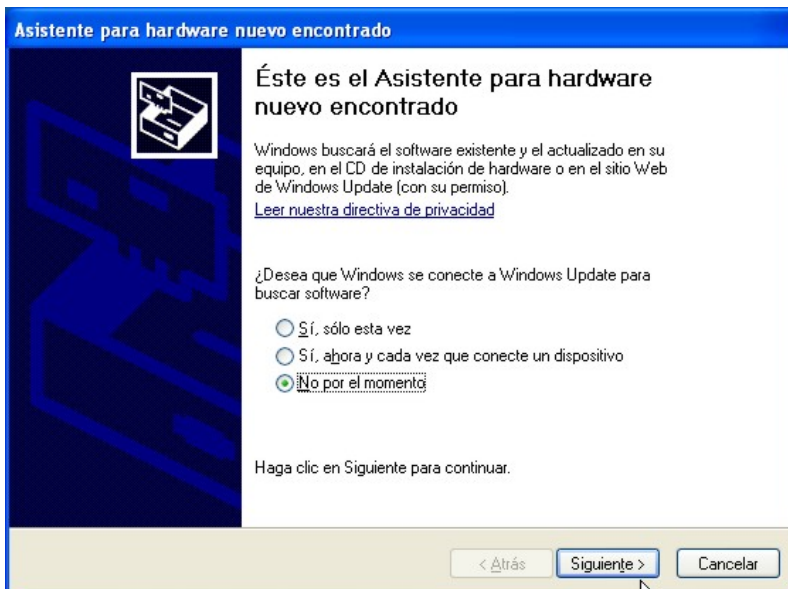 Asistente para hardware nuevo encontrado
Éste es el Asistente para hardware
nuevo encontrado
Windows buscará el software existente y el actualizado en su
equipo, en el CD de instalación de hardware o en el sitio Web
de Windows Update (con su permiso).
Leer nuestra directiva de privacidad
¿Desea que Windows se conecte a Windows Update para
buscar software?
Sí, sólo esta vez
Sí, ahora y cada vez que conecte un dispositivo
No por el momento
Haga clic en Siguiente para continuar.
< Atrás Siguiente > Cancelar